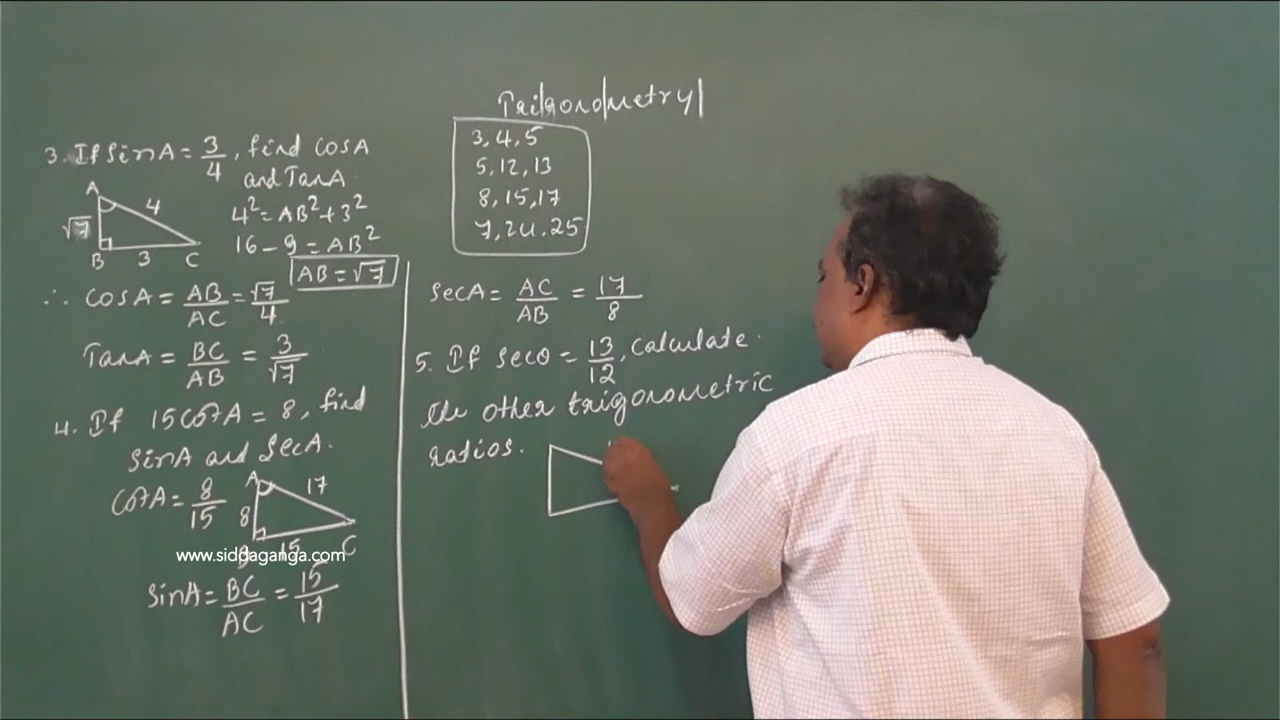 Trigonometry
3. If sinA = 3/4, find cosA
and TanA.
A
4
√7
B 3 C
4² = AB² + 3²
16 - 9 = AB²
AB = √7
∴ cosA = AB/AC = √7/4
TanA = BC/AB = 3/√7
4. If 15cotA = 8, find
sinA and secA.
cotA = 8/15
A
17
8
B 15 C
www.siddaganga.com
sinA = BC/AC = 15/17
3, 4, 5
5, 12, 13
8, 15, 17
7, 24. 25
secA = AC/AB = 17/8
5. If secθ = 13/12, calculate
the other trigonometric
ratios.